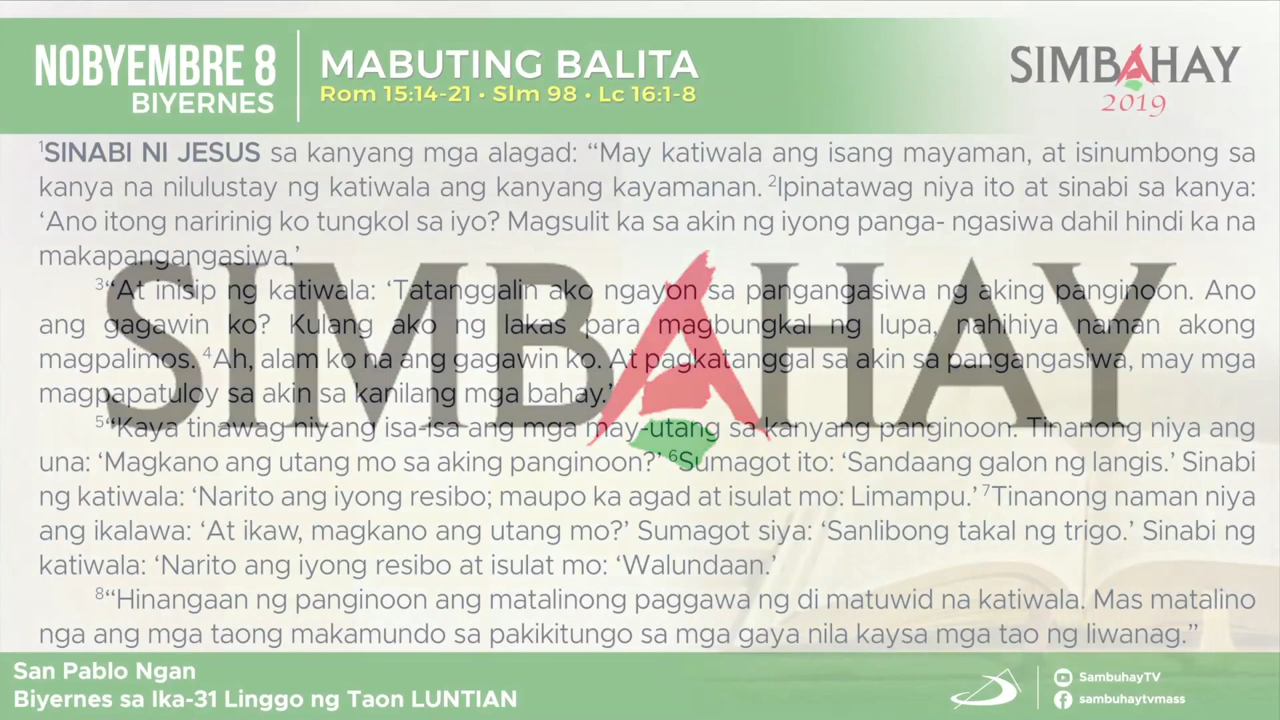 NOBYEMBRE 8
BIYERNES
MABUTING BALITA
Rom 15:14-21 • Slm 98 • Lc 16:1-8
SIMBAHAY
2019
¹SINABI NI JESUS sa kanyang mga alagad: “May katiwala ang isang mayaman, at isinumbong sa
kanya na nilulustay ng katiwala ang kanyang kayamanan. ²Ipinatawag niya ito at sinabi sa kanya:
‘Ano itong naririnig ko tungkol sa iyo? Magsulit ka sa akin ng iyong panga- ngasiwa dahil hindi ka na
makapangangasiwa.’
³“At inisip ng katiwala: ‘Tatanggalin ako ngayon sa pangangasiwa ng aking panginoon. Ano
ang gagawin ko? Kulang ako ng lakas para magbungkal ng lupa, nahihiya naman akong
magpalimos. ⁴Ah, alam ko na ang gagawin ko. At pagkatanggal sa akin sa pangangasiwa, may mga
magpapatuloy sa akin sa kanilang mga bahay.’
⁵“Kaya tinawag niyang isa-isa ang mga may-utang sa kanyang panginoon. Tinanong niya ang
una: ‘Magkano ang utang mo sa aking panginoon?’ ⁶Sumagot ito: ‘Sandaang galon ng langis.’ Sinabi
ng katiwala: ‘Narito ang iyong resibo; maupo ka agad at isulat mo: Limampu.’ ⁷Tinanong naman niya
ang ikalawa: ‘At ikaw, magkano ang utang mo?’ Sumagot siya: ‘Sanlibong takal ng trigo.’ Sinabi ng
katiwala: ‘Narito ang iyong resibo at isulat mo: ‘Walundaan.’
⁸“Hinangaan ng panginoon ang matalinong paggawa ng di matuwid na katiwala. Mas matalino
nga ang mga taong makamundo sa pakikitungo sa mga gaya nila kaysa mga tao ng liwanag.”
SIMBAHAY
San Pablo Ngan
Biyernes sa Ika-31 Linggo ng Taon LUNTIAN
SambuhayTV
sambuhaytvmass